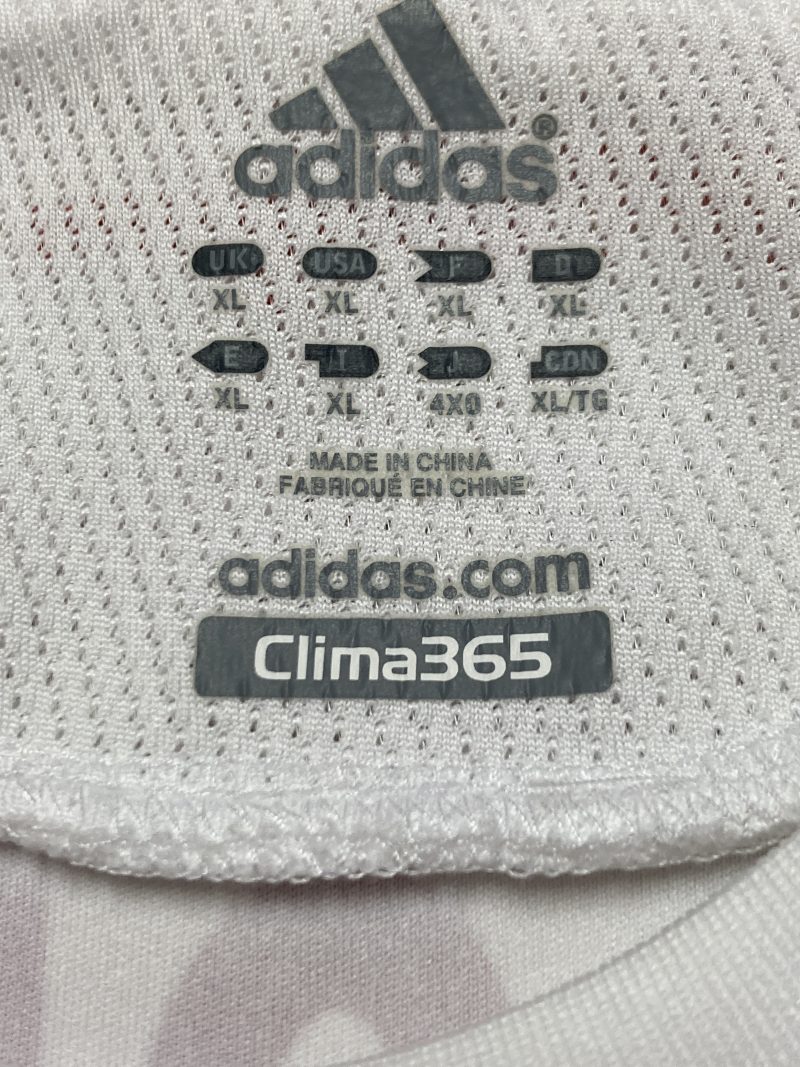 adidas®
UK USA F D
XL XL XL XL
E I J CDN
XL XL 4XO XL/TG
MADE IN CHINA
FABRIQUÉ EN CHINE
adidas.com
Clima365